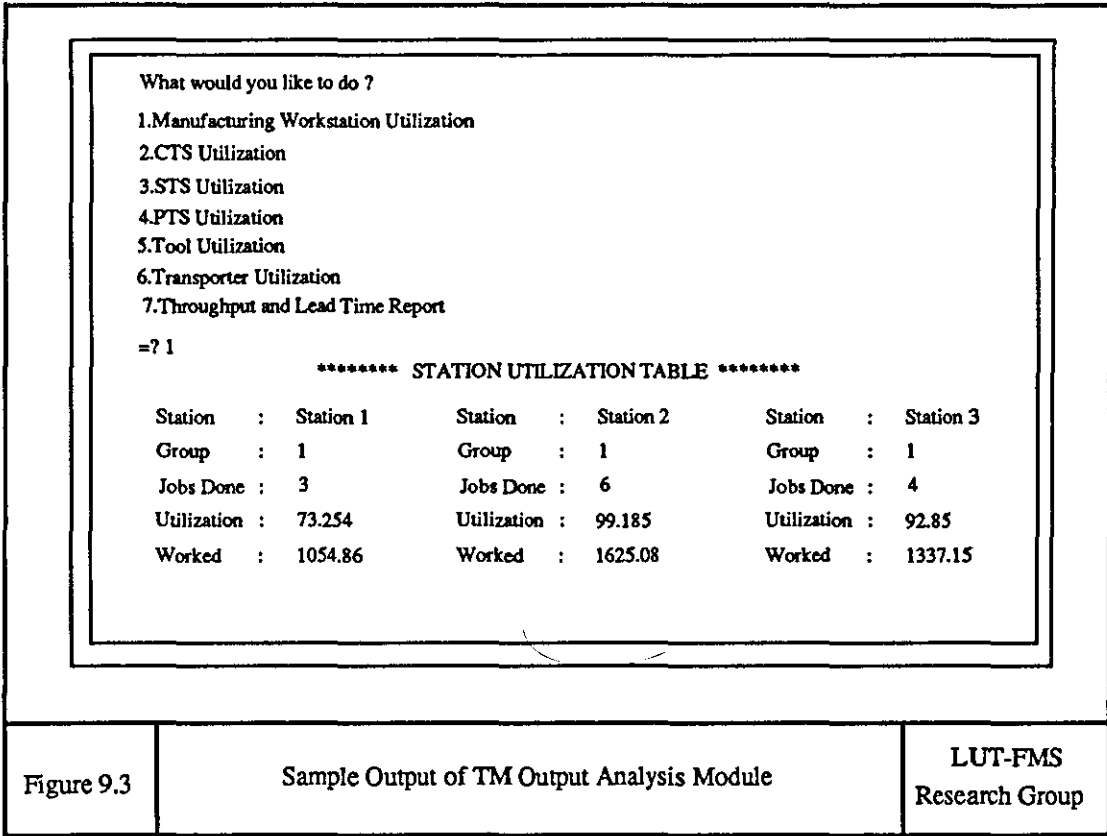 What would you like to do ?
1.Manufacturing Workstation Utilization
2.CTS Utilization
3.STS Utilization
4.PTS Utilization
5.Tool Utilization
6.Transporter Utilization
7.Throughput and Lead Time Report
=? 1
******** STATION UTILIZATION TABLE ********
Station : Station 1 Station : Station 2 Station : Station 3
Group : 1 Group : 1 Group : 1
Jobs Done : 3 Jobs Done : 6 Jobs Done : 4
Utilization : 73.254 Utilization : 99.185 Utilization : 92.85
Worked : 1054.86 Worked : 1625.08 Worked : 1337.15
Figure 9.3
Sample Output of TM Output Analysis Module
LUT-FMS
Research Group